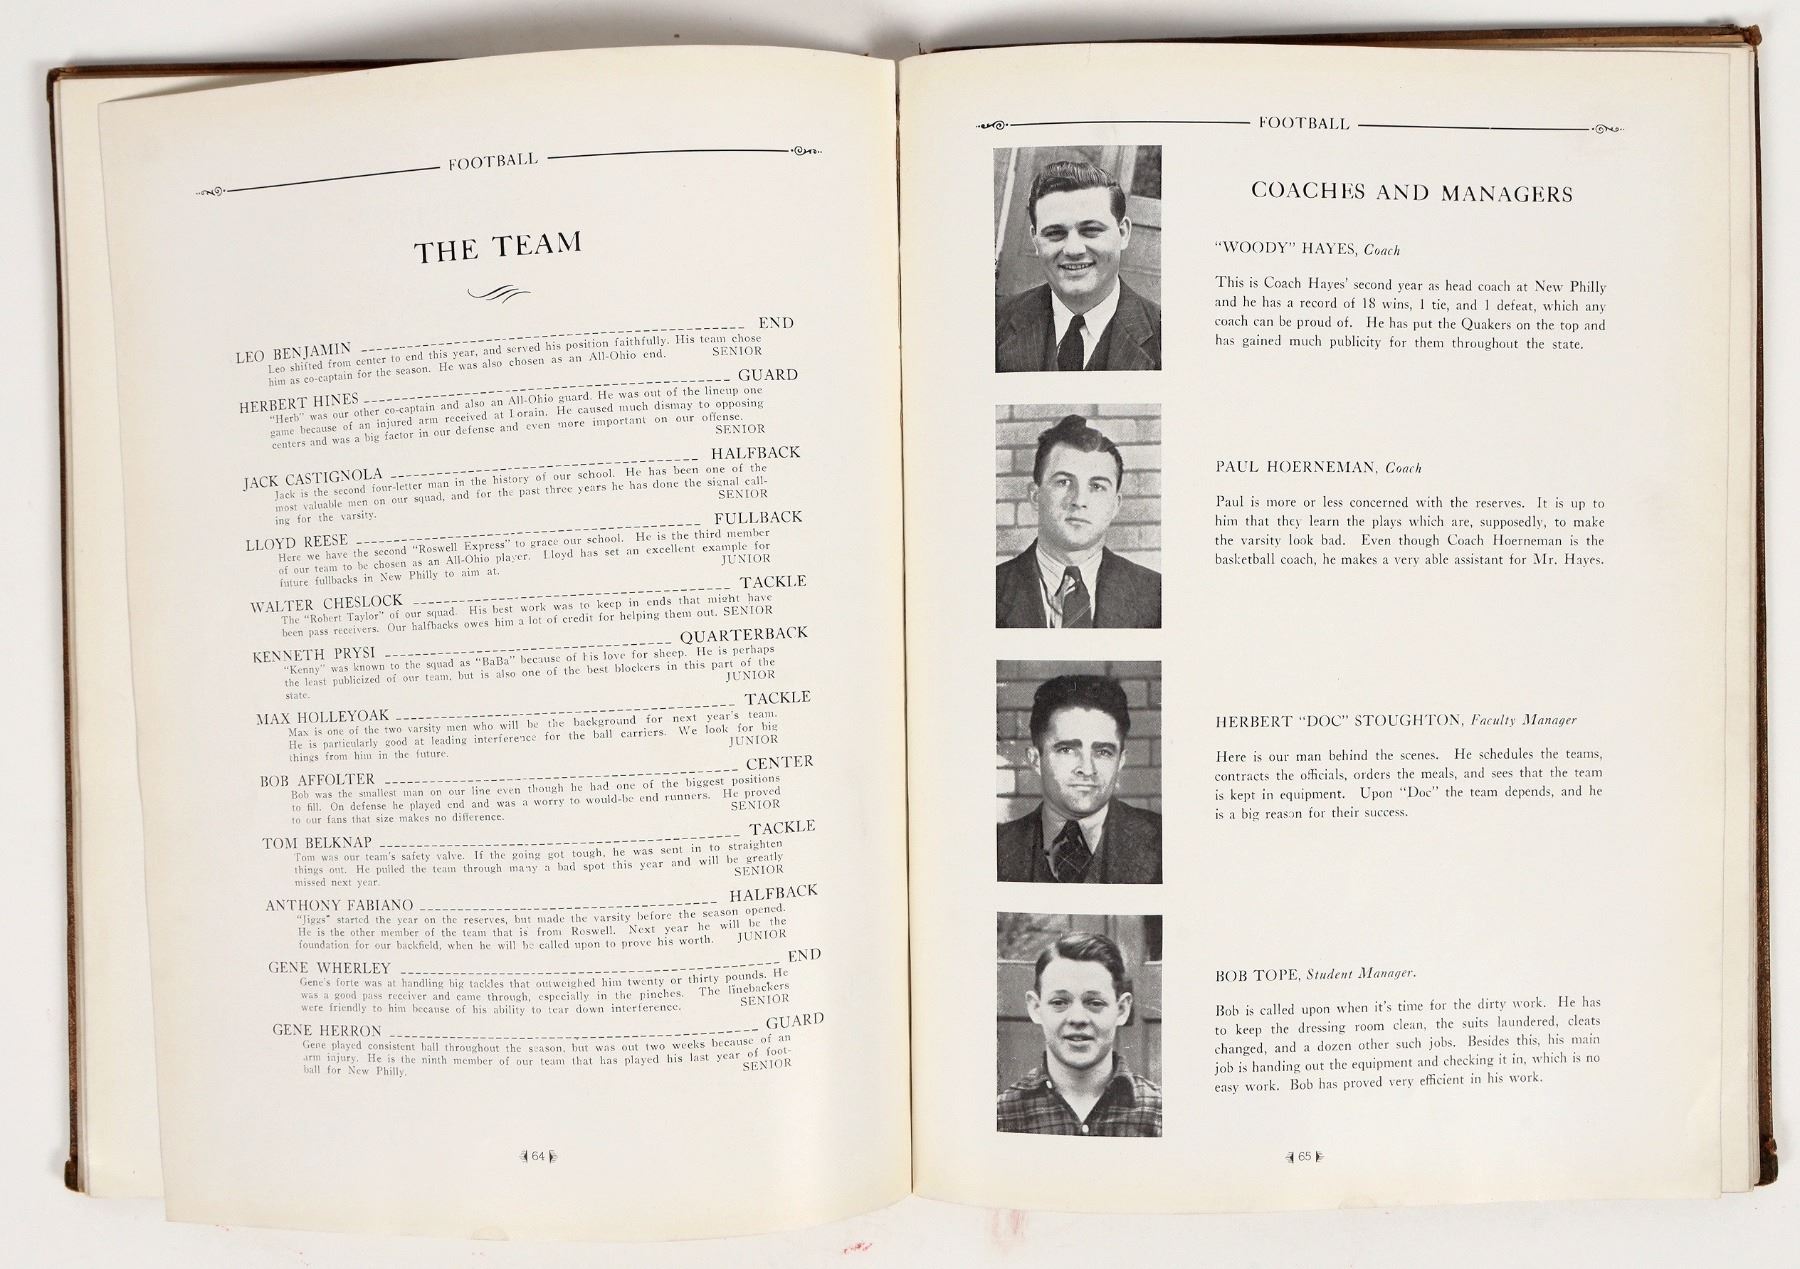 FOOTBALL
THE TEAM
LEO BENJAMIN END
Leo shifted from center to end this year, and served his position faithfully. His team chose
him as co-captain for the season. He was also chosen as an All-Ohio end. SENIOR
HERBERT HINES GUARD
"Herb" was our other co-captain and also an All-Ohio guard. He was out of the lineup one
game because of an injured arm received at Lorain. He caused much dismay to opposing
centers and was a big factor in our defense and even more important on our offense.
SENIOR
JACK CASTIGNOLA HALFBACK
Jack is the second four-letter man in the history of our school. He has been one of the
most valuable men on our squad, and for the past three years he has done the signal call-
ing for the varsity. SENIOR
LLOYD REESE FULLBACK
Here we have the second "Roswell Express" to grace our school. He is the third member
of our team to be chosen as an All-Ohio player. Lloyd has set an excellent example for
future fullbacks in New Philly to aim at. JUNIOR
WALTER CHESLOCK TACKLE
The "Robert Taylor" of our squad. His best work was to keep in ends that might have
been pass receivers. Our halfbacks owes him a lot of credit for helping them out. SENIOR
KENNETH PRYSI QUARTERBACK
"Kenny" was known to the squad as "BaBa" because of his love for sheep. He is perhaps
the least publicized of our team, but is also one of the best blockers in this part of the
state. JUNIOR
MAX HOLLEYOAK TACKLE
Max is one of the two varsity men who will be the background for next year's team.
He is particularly good at leading interference for the ball carriers. We look for big
things from him in the future. JUNIOR
BOB AFFOLTER CENTER
Bob was the smallest man on our line even though he had one of the biggest positions
to fill. On defense he played end and was a worry to would-be end runners. He proved
to our fans that size makes no difference. SENIOR
TOM BELKNAP TACKLE
Tom was our team's safety valve. If the going got tough, he was sent in to straighten
things out. He pulled the team through many a bad spot this year and will be greatly
missed next year. SENIOR
ANTHONY FABIANO HALFBACK
"Jiggs" started the year on the reserves, but made the varsity before the season opened.
He is the other member of the team that is from Roswell. Next year he will be the
foundation for our backfield, when he will be called upon to prove his worth. JUNIOR
GENE WHERLEY END
Gene's forte was at handling big tackles that outweighed him twenty or thirty pounds. He
was a good pass receiver and came through, especially in the pinches. The linebackers
were friendly to him because of his ability to tear down interference. SENIOR
GENE HERRON GUARD
Gene played consistent ball throughout the season, but was out two weeks because of an
arm injury. He is the ninth member of our team that has played his last year of foot-
ball for New Philly. SENIOR
64
FOOTBALL
COACHES AND MANAGERS
"WOODY" HAYES, Coach
This is Coach Hayes' second year as head coach at New Philly
and he has a record of 18 wins, 1 tie, and 1 defeat, which any
coach can be proud of. He has put the Quakers on the top and
has gained much publicity for them throughout the state.
PAUL HOERNEMAN, Coach
Paul is more or less concerned with the reserves. It is up to
him that they learn the plays which are, supposedly, to make
the varsity look bad. Even though Coach Hoerneman is the
basketball coach, he makes a very able assistant for Mr. Hayes.
HERBERT "DOC" STOUGHTON, Faculty Manager
Here is our man behind the scenes. He schedules the teams,
contracts the officials, orders the meals, and sees that the team
is kept in equipment. Upon "Doc" the team depends, and he
is a big reason for their success.
BOB TOPE, Student Manager.
Bob is called upon when it's time for the dirty work. He has
to keep the dressing room clean, the suits laundered, cleats
changed, and a dozen other such jobs. Besides this, his main
job is handing out the equipment and checking it in, which is no
easy work. Bob has proved very efficient in his work.
65